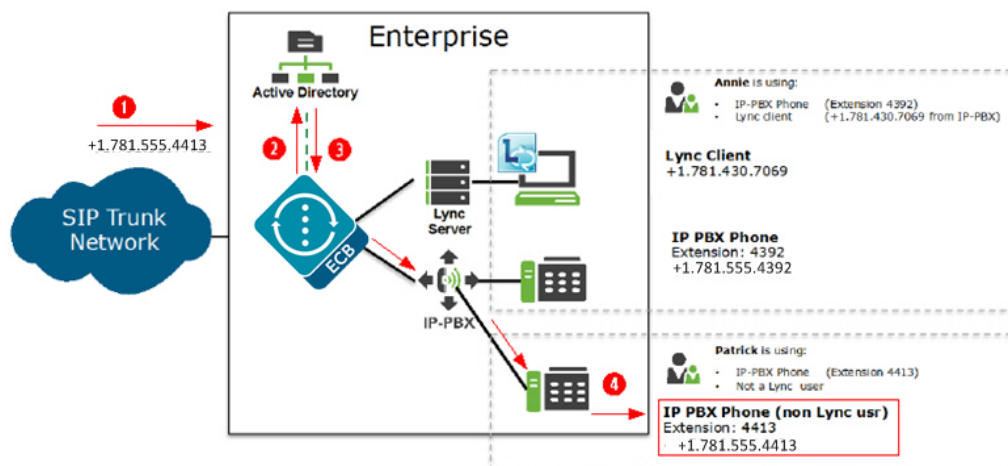 Enterprise
Active Directory
1
+1.781.555.4413
2
3
SIP Trunk
Network
ECB
Lync
Server
L
IP-PBX
4
Annie is using:
• IP-PBX Phone (Extension 4392)
• Lync client (+1.781.430.7069 from IP-PBX)
Lync Client
+1.781.430.7069
IP PBX Phone
Extension: 4392
+1.781.555.4392
Patrick is using:
• IP-PBX Phone (Extension 4413)
• Not a Lync user
IP PBX Phone (non Lync usr)
Extension: 4413
+1.781.555.4413